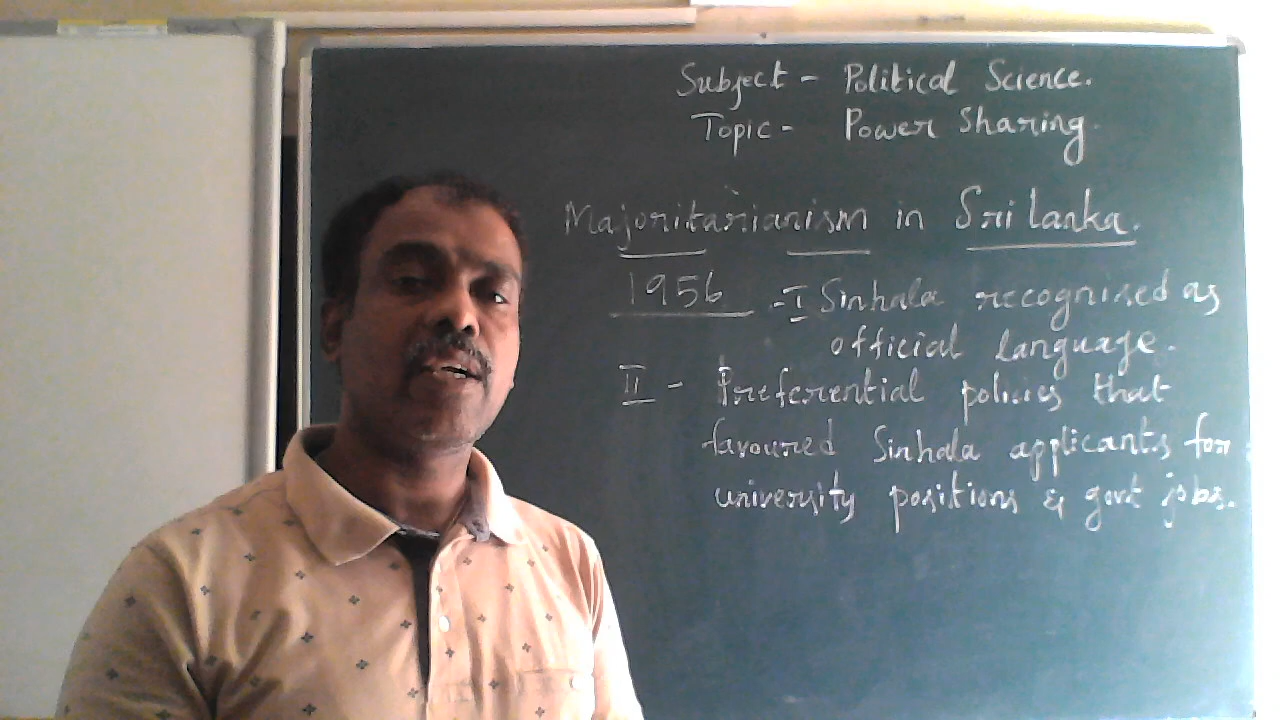 Subject - Political Science.
Topic - Power Sharing.
Majoritarianism in Sri Lanka.
1956 - I Sinhala recognised as
official language.
II - Preferential policies that
favoured Sinhala applicants for
university positions & govt jobs.